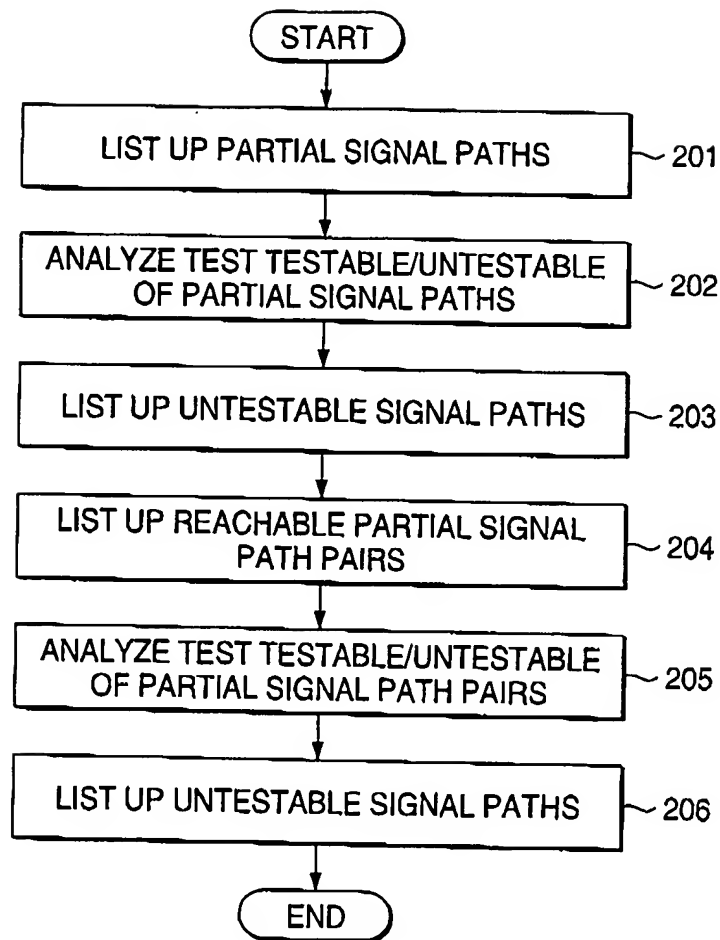 START
LIST UP PARTIAL SIGNAL PATHS
201
ANALYZE TEST TESTABLE/UNTESTABLE
OF PARTIAL SIGNAL PATHS
202
LIST UP UNTESTABLE SIGNAL PATHS
203
LIST UP REACHABLE PARTIAL SIGNAL
PATH PAIRS
204
ANALYZE TEST TESTABLE/UNTESTABLE
OF PARTIAL SIGNAL PATH PAIRS
205
LIST UP UNTESTABLE SIGNAL PATHS
206
END